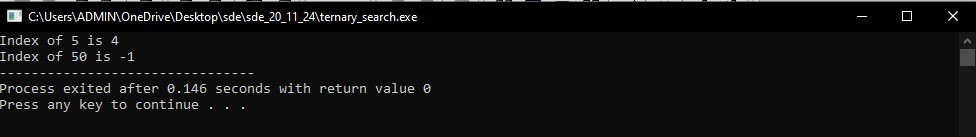 C:\Users\ADMIN\OneDrive\Desktop\sde\sde_20_11_24\ternary_search.exe
Index of 5 is 4
Index of 50 is -1
--------------------------------
Process exited after 0.146 seconds with return value 0
Press any key to continue . . .